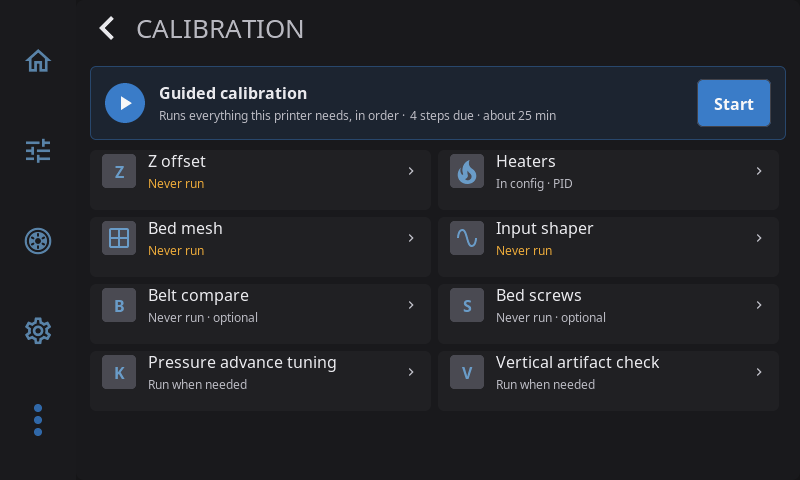 CALIBRATION
Guided calibration
Runs everything this printer needs, in order · 4 steps due · about 25 min
Start
Z
Z offset
Never run
Heaters
In config · PID
Bed mesh
Never run
Input shaper
Never run
B
Belt compare
Never run · optional
S
Bed screws
Never run · optional
K
Pressure advance tuning
Run when needed
V
Vertical artifact check
Run when needed